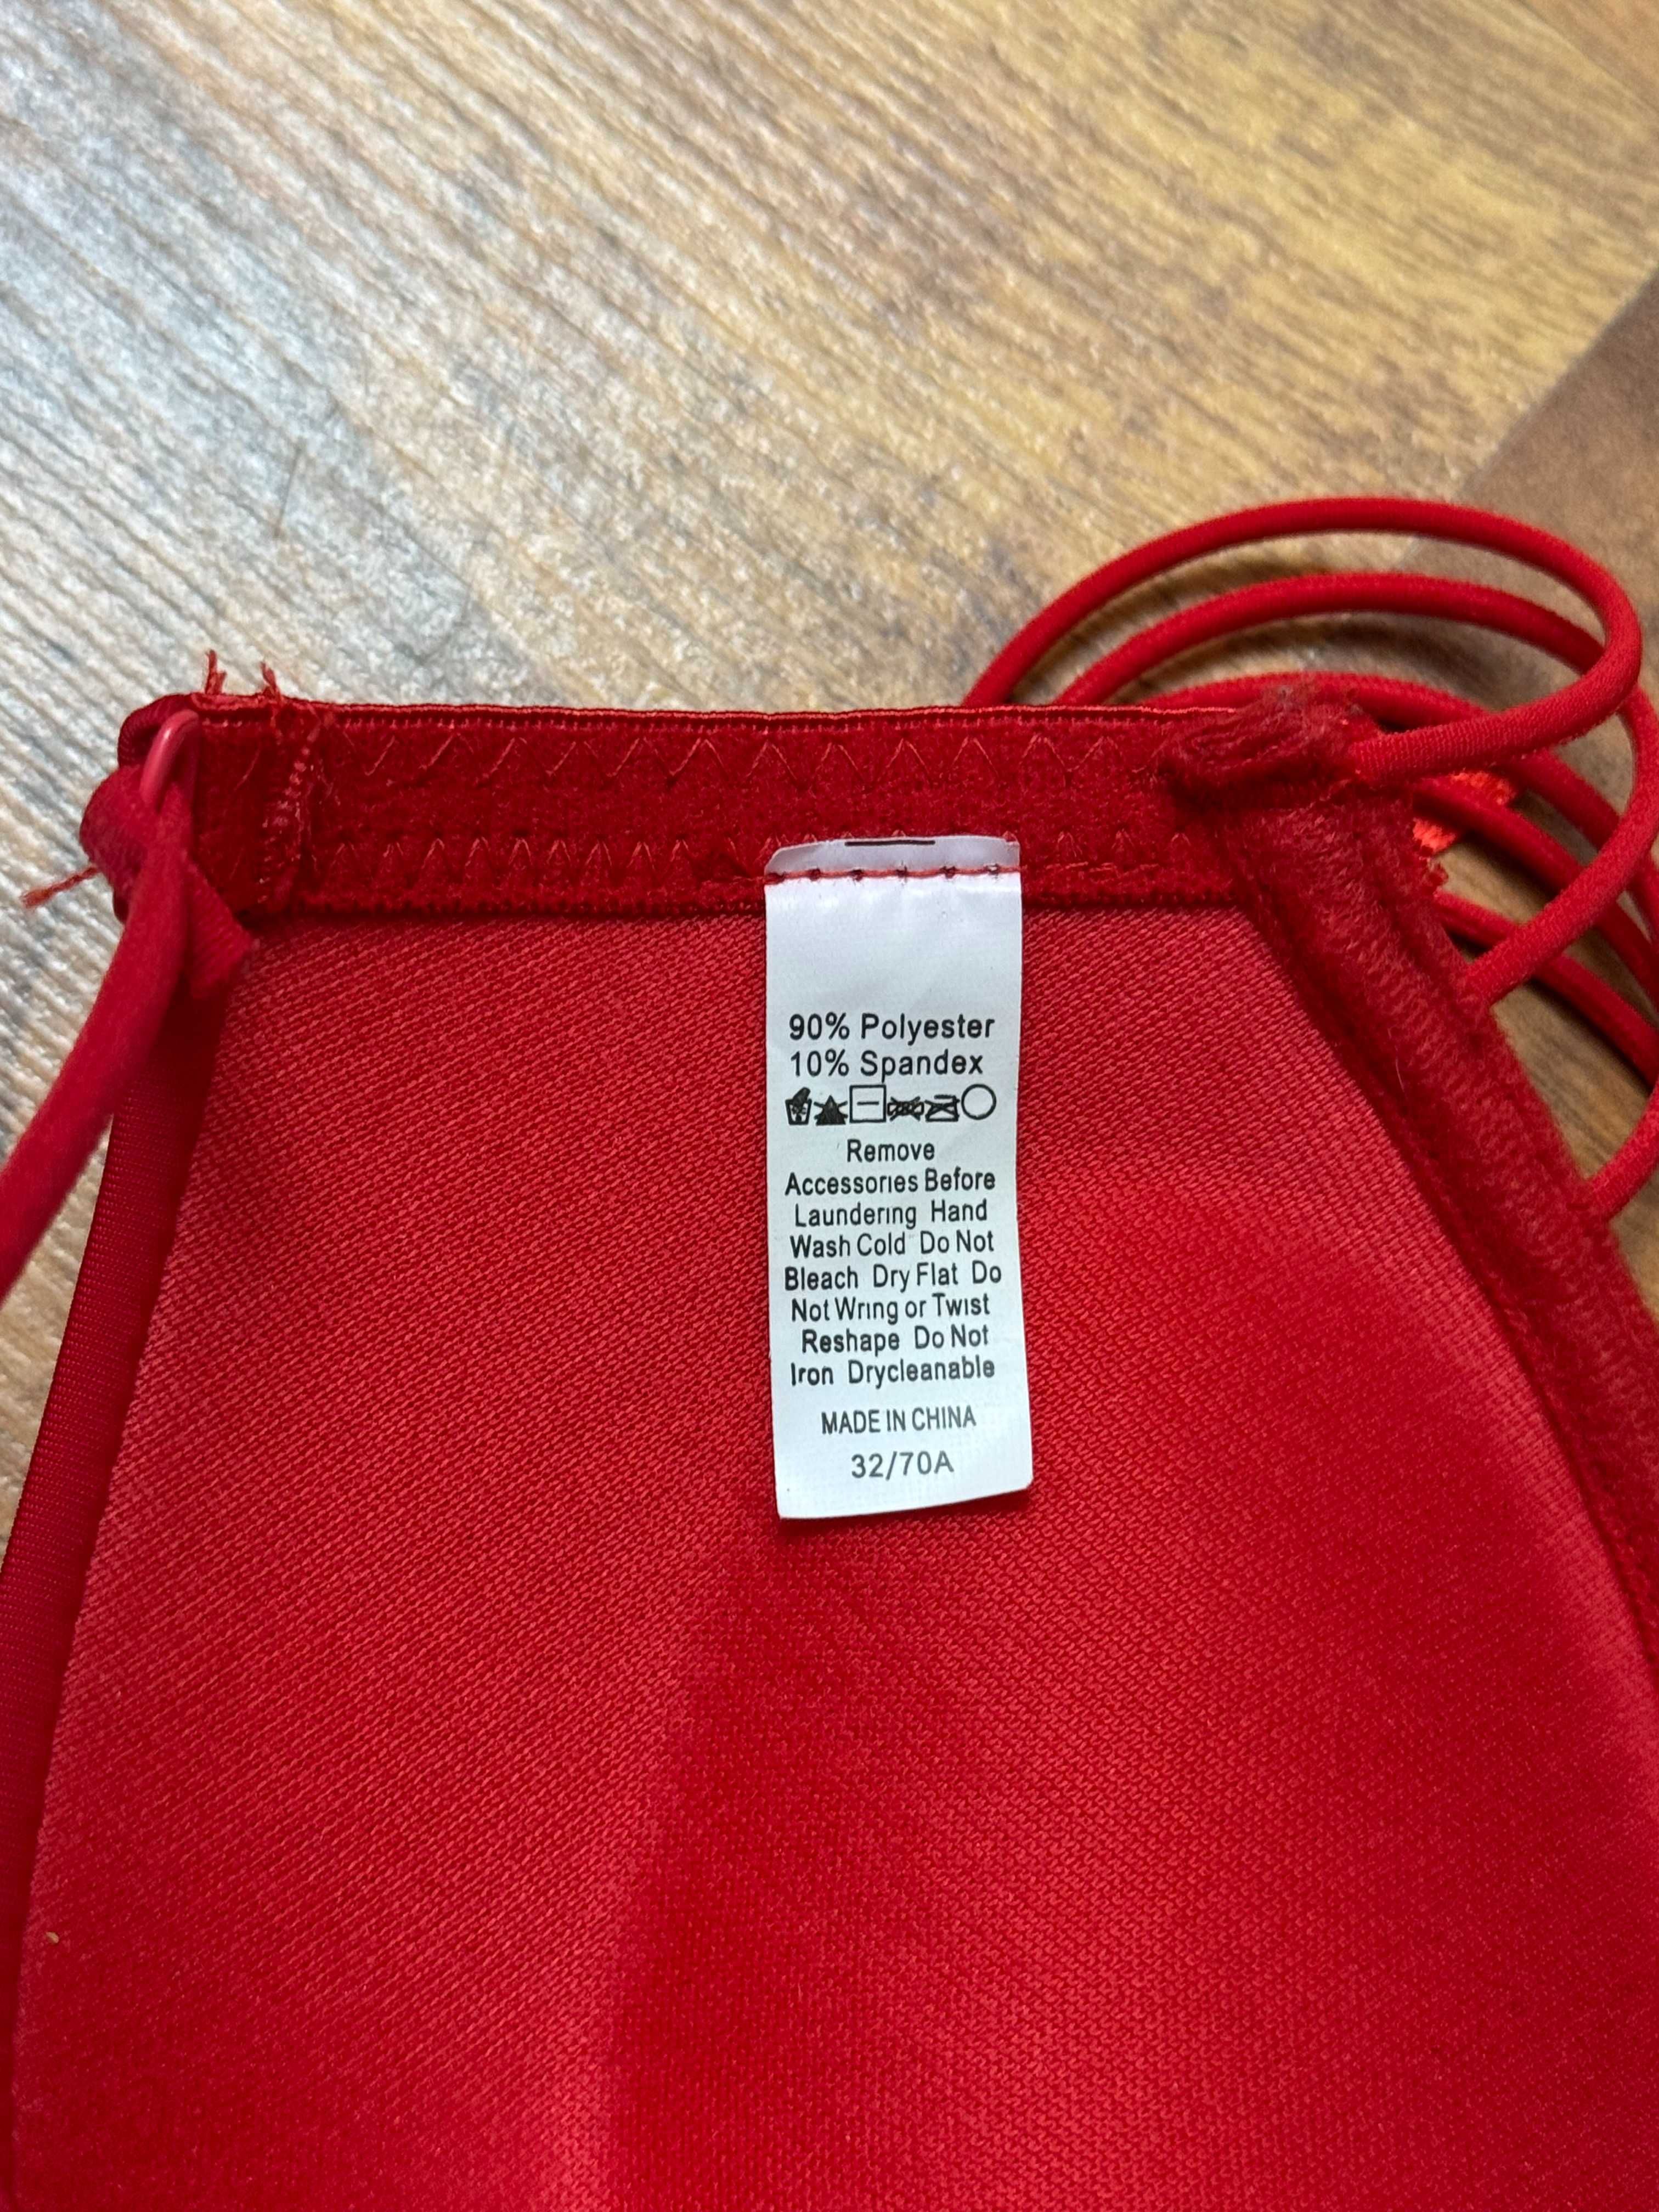 90% Polyester
10% Spandex
Remove
Accessories Before
Laundering Hand
Wash Cold Do Not
Bleach Dry Flat Do
Not Wring or Twist
Reshape Do Not
Iron Drycleanable
MADE IN CHINA
32/70A